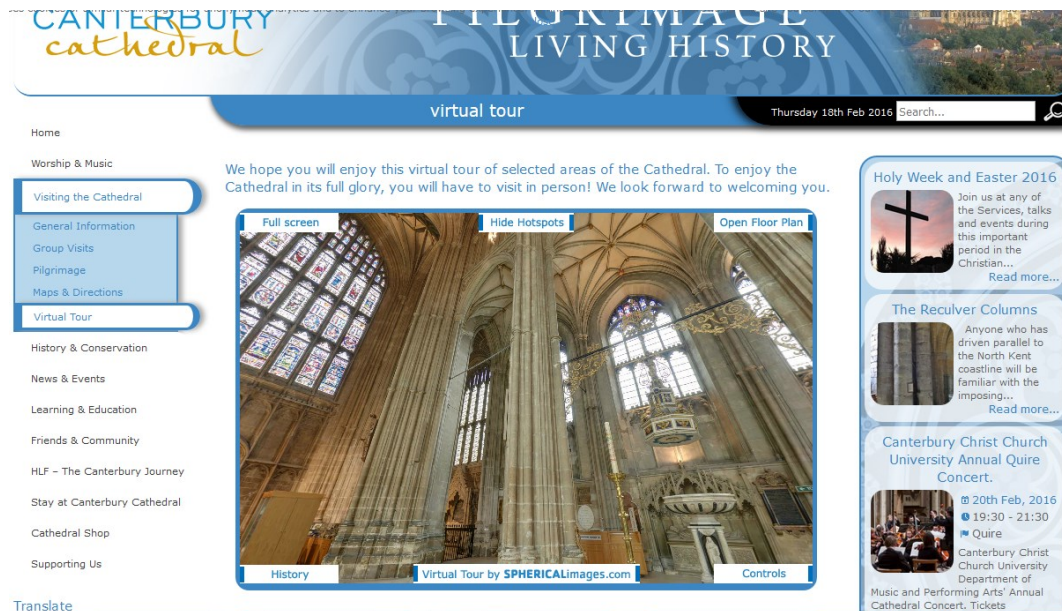 CANTERBURY
cathedral
PILGRIMAGE
LIVING HISTORY
virtual tour
Thursday 18th Feb 2016
Search...
Home
Worship & Music
Visiting the Cathedral
General Information
Group Visits
Pilgrimage
Maps & Directions
Virtual Tour
History & Conservation
News & Events
Learning & Education
Friends & Community
HLF – The Canterbury Journey
Stay at Canterbury Cathedral
Cathedral Shop
Supporting Us
Translate
We hope you will enjoy this virtual tour of selected areas of the Cathedral. To enjoy the
Cathedral in its full glory, you will have to visit in person! We look forward to welcoming you.
Full screen
Hide Hotspots
Open Floor Plan
History
Virtual Tour by SPHERICALimages.com
Controls
Holy Week and Easter 2016
Join us at any of
the Services, talks
and events during
this important
period in the
Christian...
Read more...
The Reculver Columns
Anyone who has
driven parallel to
the North Kent
coastline will be
familiar with the
imposing...
Read more...
Canterbury Christ Church
University Annual Quire
Concert.
20th Feb, 2016
19:30 - 21:30
Quire
Canterbury Christ
Church University
Department of
Music and Performing Arts' Annual
Cathedral Concert. Tickets